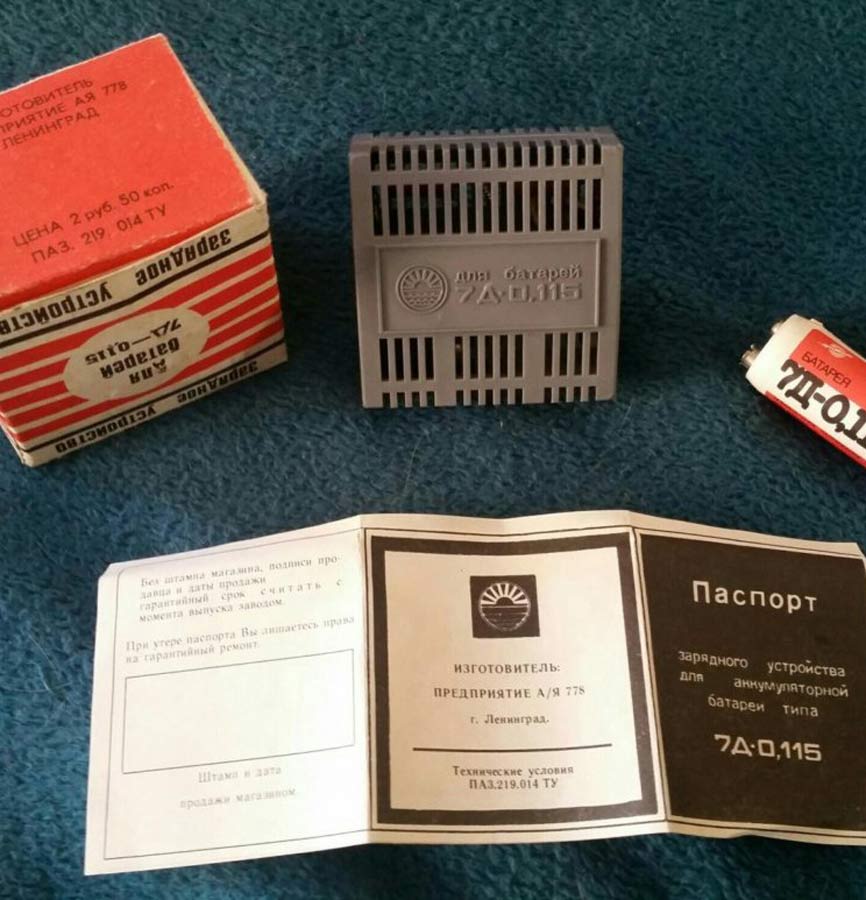 ИЗГОТОВИТЕЛЬ
ПРЕДПРИЯТИЕ АЯ 778
ЛЕНИНГРАД
ЦЕНА 2 руб. 50 коп.
ПАЗ. 219. 014 ТУ
ЗАРЯДНОЕ УСТРОЙСТВО
Для
батарей
7Д—0,115
ЗАРЯДНОЕ УСТРОЙСТВО
для батарей
7Д-0,115
БАТАРЕЯ
7Д-0,11
Без штампа магазина, подписи про-
давца и даты продажи
гарантийный срок считать с
момента выпуска заводом.
При утере паспорта Вы лишаетесь права
на гарантийный ремонт.
Штамп и дата
продажи магазином
ИЗГОТОВИТЕЛЬ:
ПРЕДПРИЯТИЕ А/Я 778
г. Ленинград.
Технические условия
ПАЗ.219.014 ТУ
Паспорт
зарядного устройства
для аккумуляторной
батареи типа
7Д-0,115